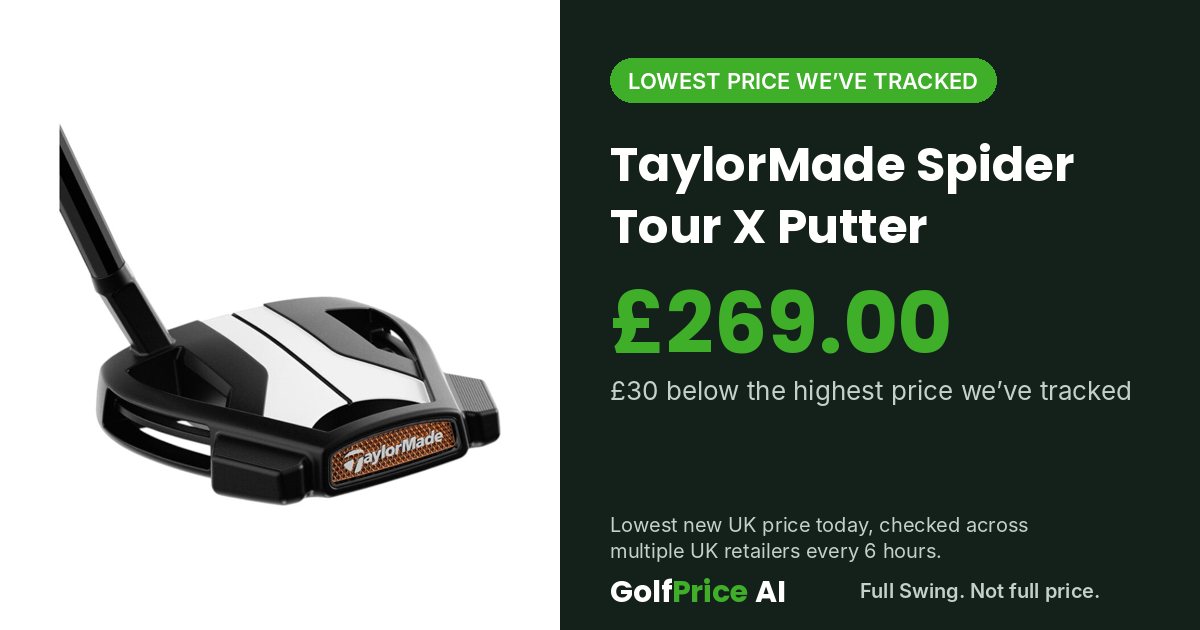 TaylorMade
LOWEST PRICE WE’VE TRACKED
TaylorMade Spider
Tour X Putter
£269.00
£30 below the highest price we’ve tracked
Lowest new UK price today, checked across
multiple UK retailers every 6 hours.
GolfPrice AI
Full Swing. Not full price.